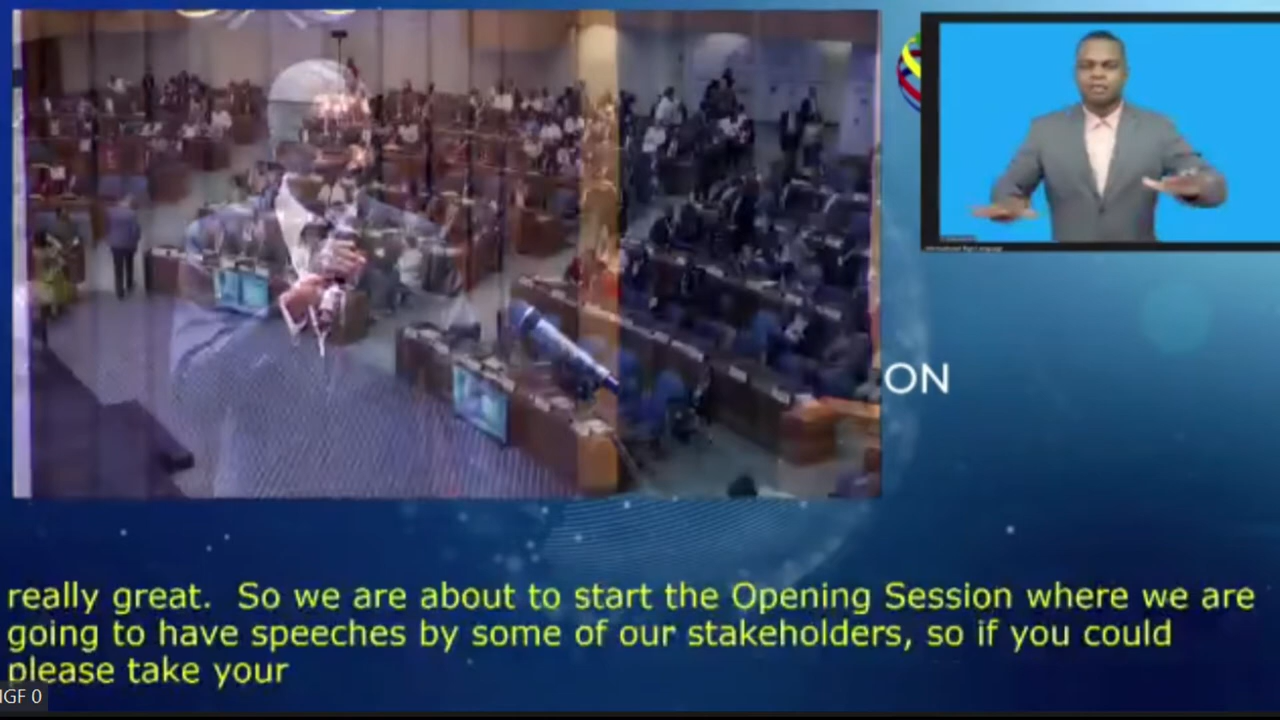 ON
really great.  So we are about to start the Opening Session where we are
going to have speeches by some of our stakeholders, so if you could
please take your
IGF 0